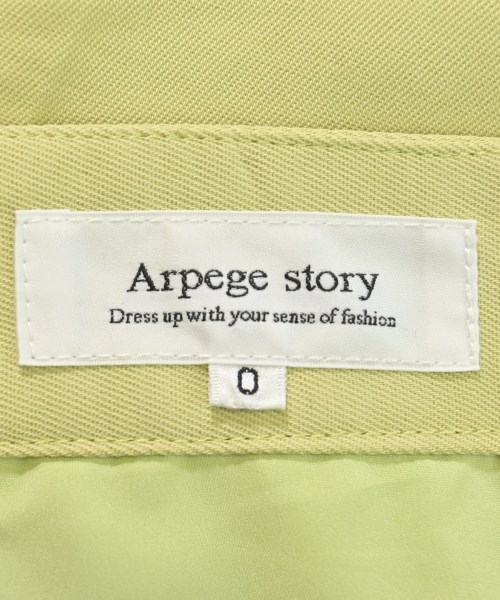 Arpege story
Dress up with your sense of fashion
0